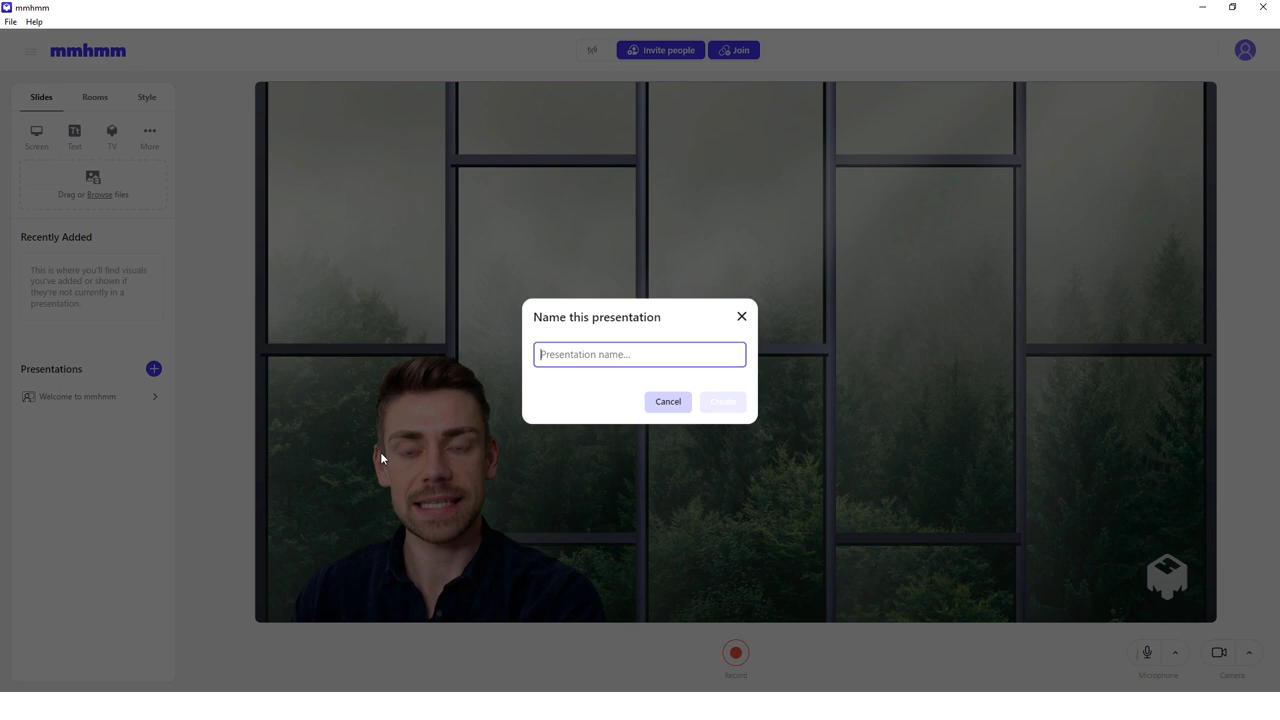 mmhmm
File Help
mmhmm
Invite people
Join
Slides Rooms Style
Screen Text TV More
Drag or Browse files
Recently Added
This is where you'll find visuals
you've added or shown if
they're not currently in a
presentation.
Presentations
Welcome to mmhmm
Name this presentation
Presentation name...
Cancel Create
Record
Microphone Camera